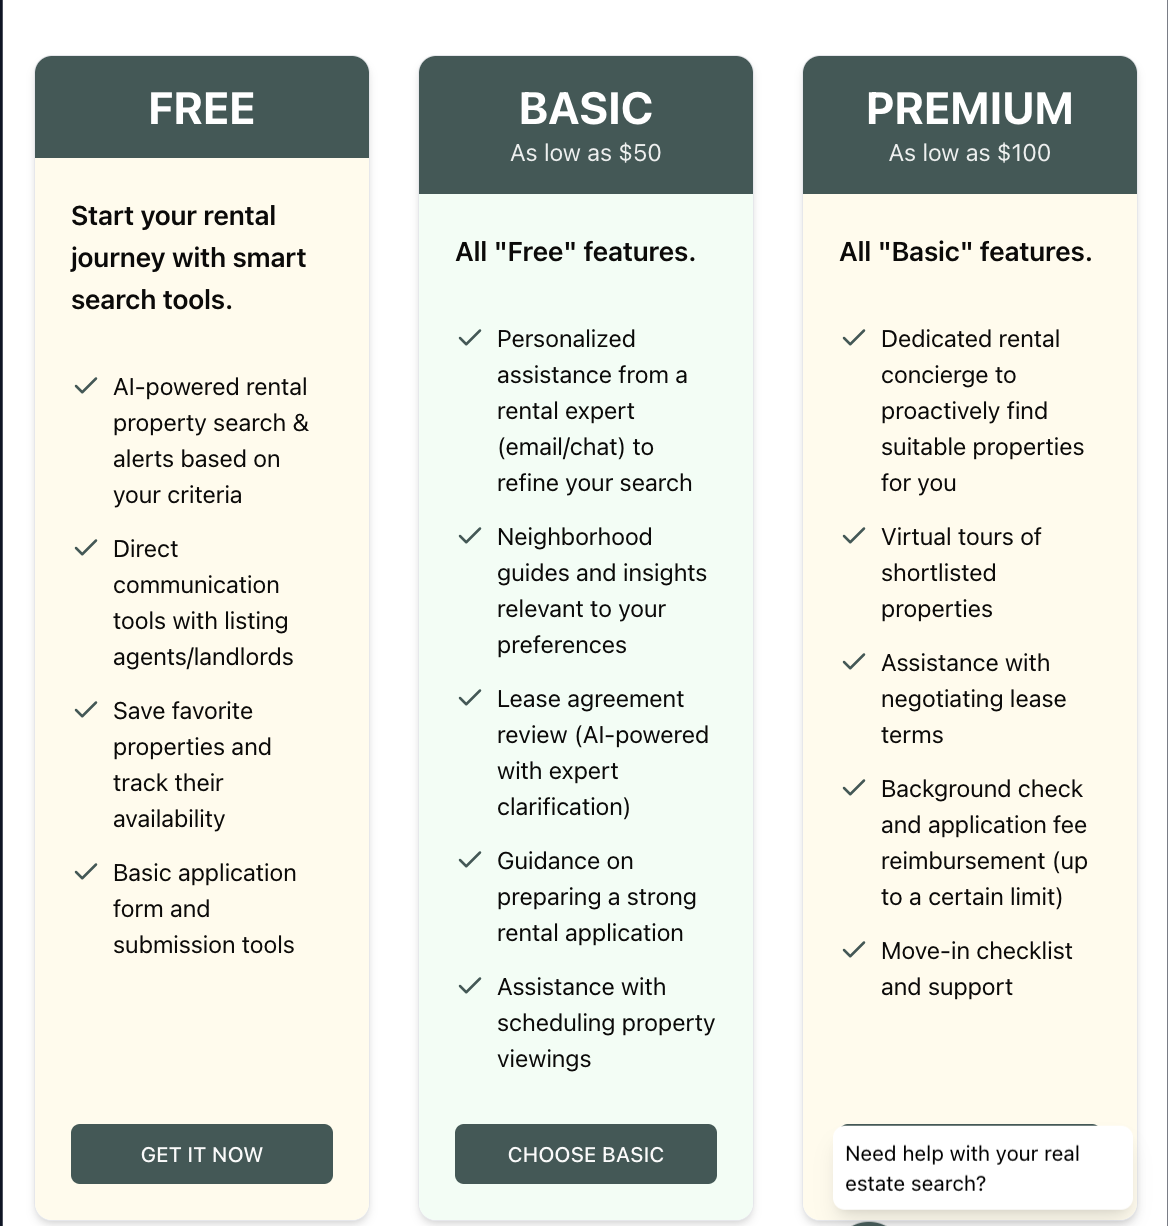 FREE
Start your rental
journey with smart
search tools.
AI-powered rental
property search &
alerts based on
your criteria
Direct
communication
tools with listing
agents/landlords
Save favorite
properties and
track their
availability
Basic application
form and
submission tools
GET IT NOW
BASIC
As low as $50
All "Free" features.
Personalized
assistance from a
rental expert
(email/chat) to
refine your search
Neighborhood
guides and insights
relevant to your
preferences
Lease agreement
review (AI-powered
with expert
clarification)
Guidance on
preparing a strong
rental application
Assistance with
scheduling property
viewings
CHOOSE BASIC
PREMIUM
As low as $100
All "Basic" features.
Dedicated rental
concierge to
proactively find
suitable properties
for you
Virtual tours of
shortlisted
properties
Assistance with
negotiating lease
terms
Background check
and application fee
reimbursement (up
to a certain limit)
Move-in checklist
and support
Need help with your real
estate search?